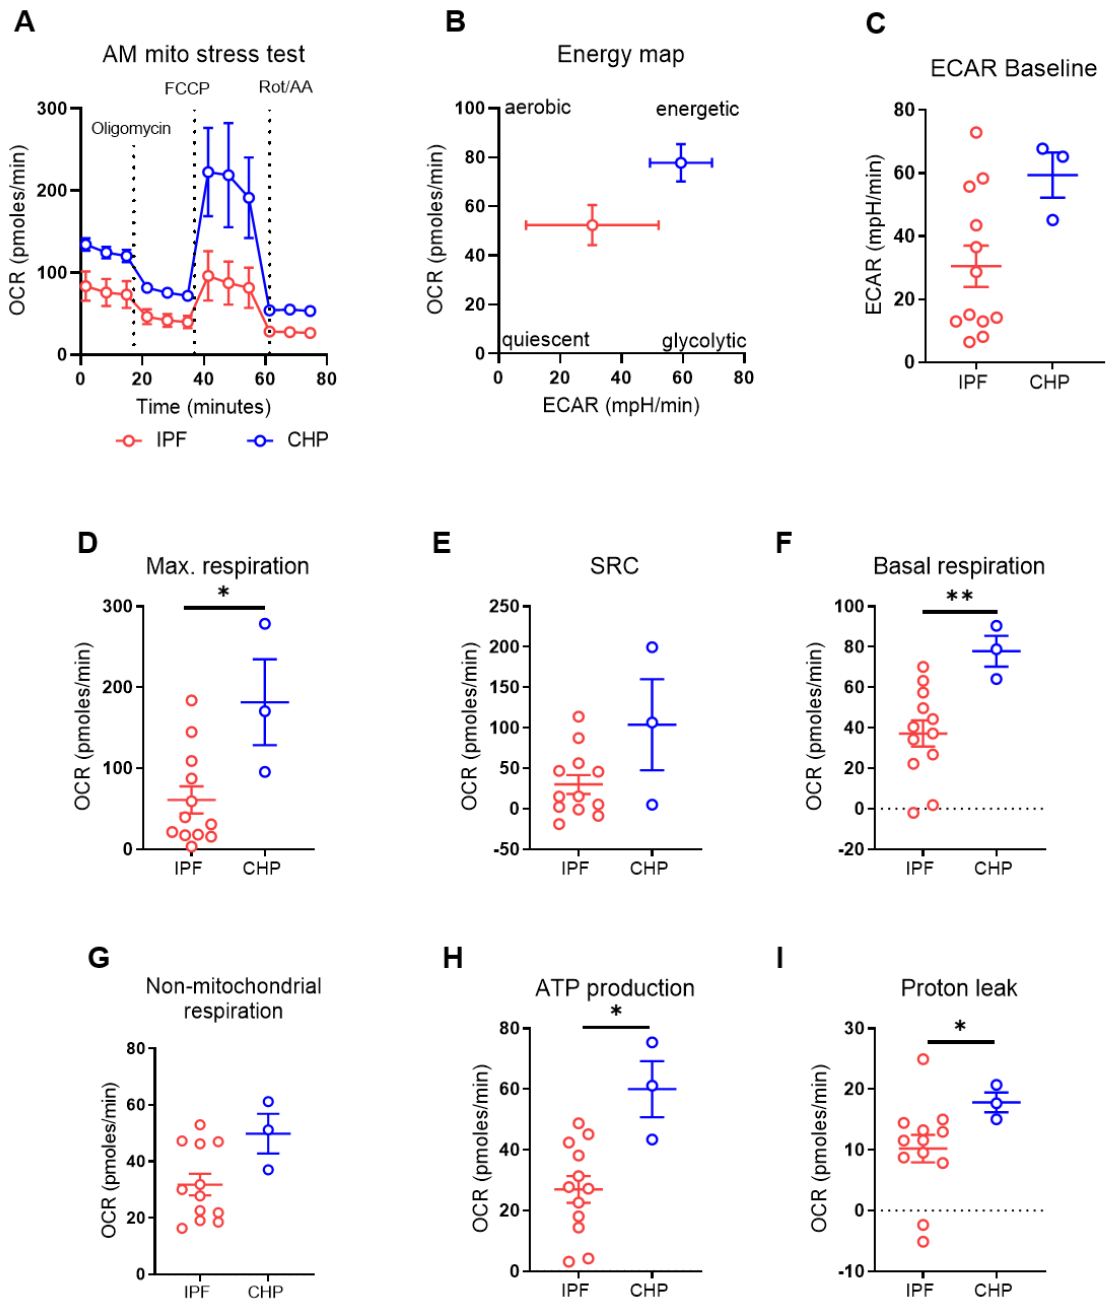 A
AM mito stress test
FCCP
Rot/AA
Oligomycin
300
200
100
0
OCR (pmoles/min)
0 20 40 60 80
Time (minutes)
IPF CHP
B
Energy map
aerobic energetic
quiescent glycolytic
100
80
60
40
20
0
OCR (pmoles/min)
0 20 40 60 80
ECAR (mpH/min)
C
ECAR Baseline
80
60
40
20
0
ECAR (mpH/min)
IPF CHP
D
Max. respiration
*
300
200
100
0
OCR (pmoles/min)
IPF CHP
E
SRC
250
200
150
100
50
0
-50
OCR (pmoles/min)
IPF CHP
F
Basal respiration
**
100
80
60
40
20
0
-20
OCR (pmoles/min)
IPF CHP
G
Non-mitochondrial
respiration
80
60
40
20
0
OCR (pmoles/min)
IPF CHP
H
ATP production
*
80
60
40
20
0
OCR (pmoles/min)
IPF CHP
I
Proton leak
*
30
20
10
0
-10
OCR (pmoles/min)
IPF CHP